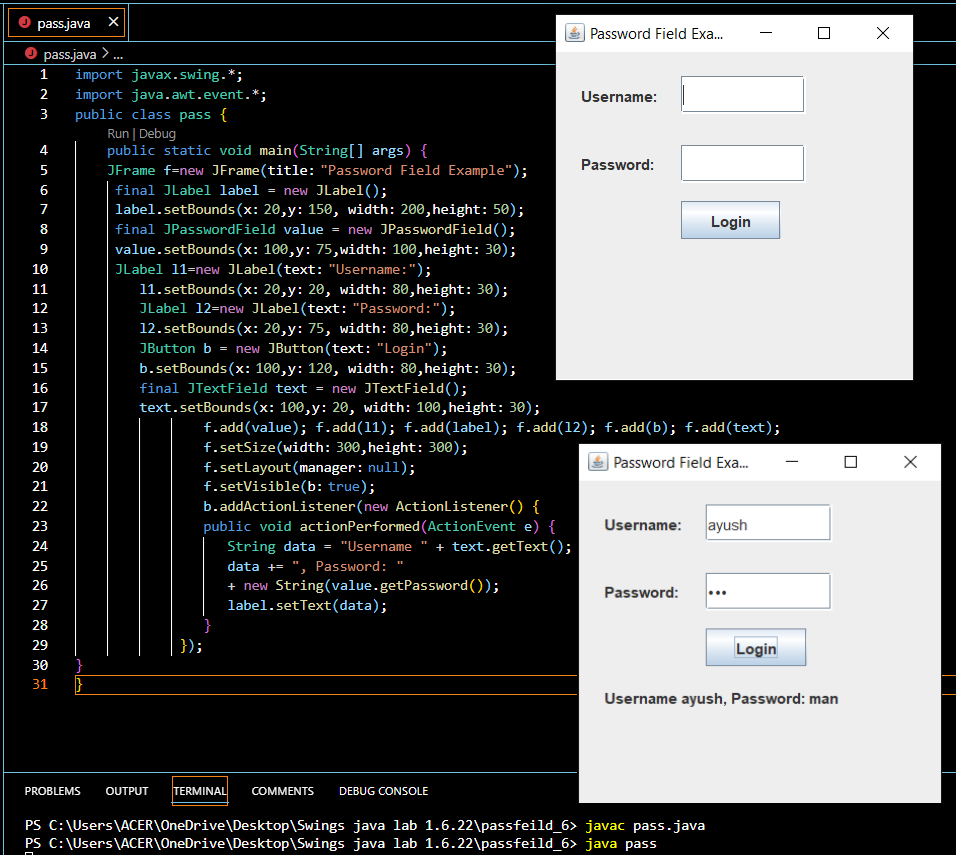 pass.java
pass.java > ...
1 import javax.swing.*;
2 import java.awt.event.*;
3 public class pass {
Run | Debug
4 public static void main(String[] args) {
5 JFrame f=new JFrame(title: "Password Field Example");
6 final JLabel label = new JLabel();
7 label.setBounds(x: 20,y: 150, width: 200,height: 50);
8 final JPasswordField value = new JPasswordField();
9 value.setBounds(x: 100,y: 75,width: 100,height: 30);
10 JLabel l1=new JLabel(text: "Username:");
11 l1.setBounds(x: 20,y: 20, width: 80,height: 30);
12 JLabel l2=new JLabel(text: "Password:");
13 l2.setBounds(x: 20,y: 75, width: 80,height: 30);
14 JButton b = new JButton(text: "Login");
15 b.setBounds(x: 100,y: 120, width: 80,height: 30);
16 final JTextField text = new JTextField();
17 text.setBounds(x: 100,y: 20, width: 100,height: 30);
18 f.add(value); f.add(l1); f.add(label); f.add(l2); f.add(b); f.add(text);
19 f.setSize(width: 300,height: 300);
20 f.setLayout(manager: null);
21 f.setVisible(b: true);
22 b.addActionListener(new ActionListener() {
23 public void actionPerformed(ActionEvent e) {
24 String data = "Username " + text.getText();
25 data += ", Password: "
26 + new String(value.getPassword());
27 label.setText(data);
28 }
29 });
30 }
31 }
Password Field Exa...
Username:
Password:
Login
Password Field Exa...
Username: ayush
Password: •••
Login
Username ayush, Password: man
PROBLEMS OUTPUT TERMINAL COMMENTS DEBUG CONSOLE
PS C:\Users\ACER\OneDrive\Desktop\Swings java lab 1.6.22\passfeild_6> javac pass.java
PS C:\Users\ACER\OneDrive\Desktop\Swings java lab 1.6.22\passfeild_6> java pass